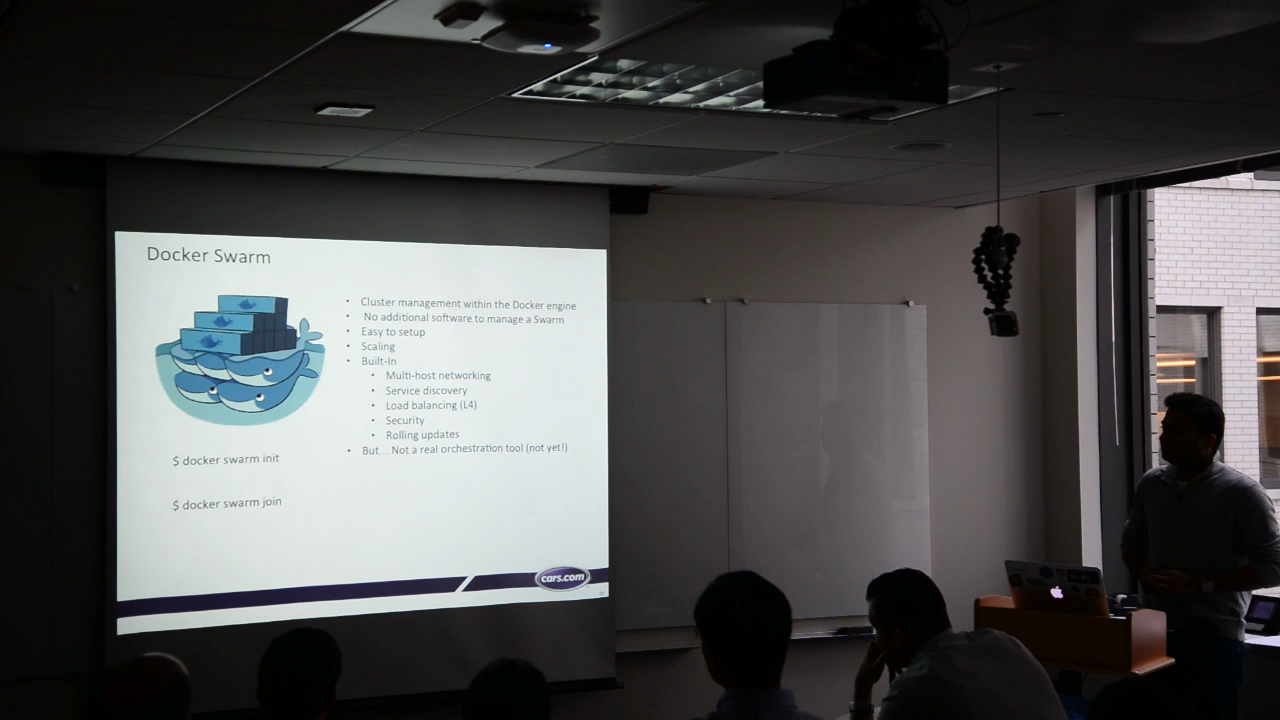 Docker Swarm
• Cluster management within the Docker engine
• No additional software to manage a Swarm
• Easy to setup
• Scaling
• Built-In
• Multi-host networking
• Service discovery
• Load balancing (L4)
• Security
• Rolling updates
• But... Not a real orchestration tool (not yet!)
$ docker swarm init
$ docker swarm join
cars.com